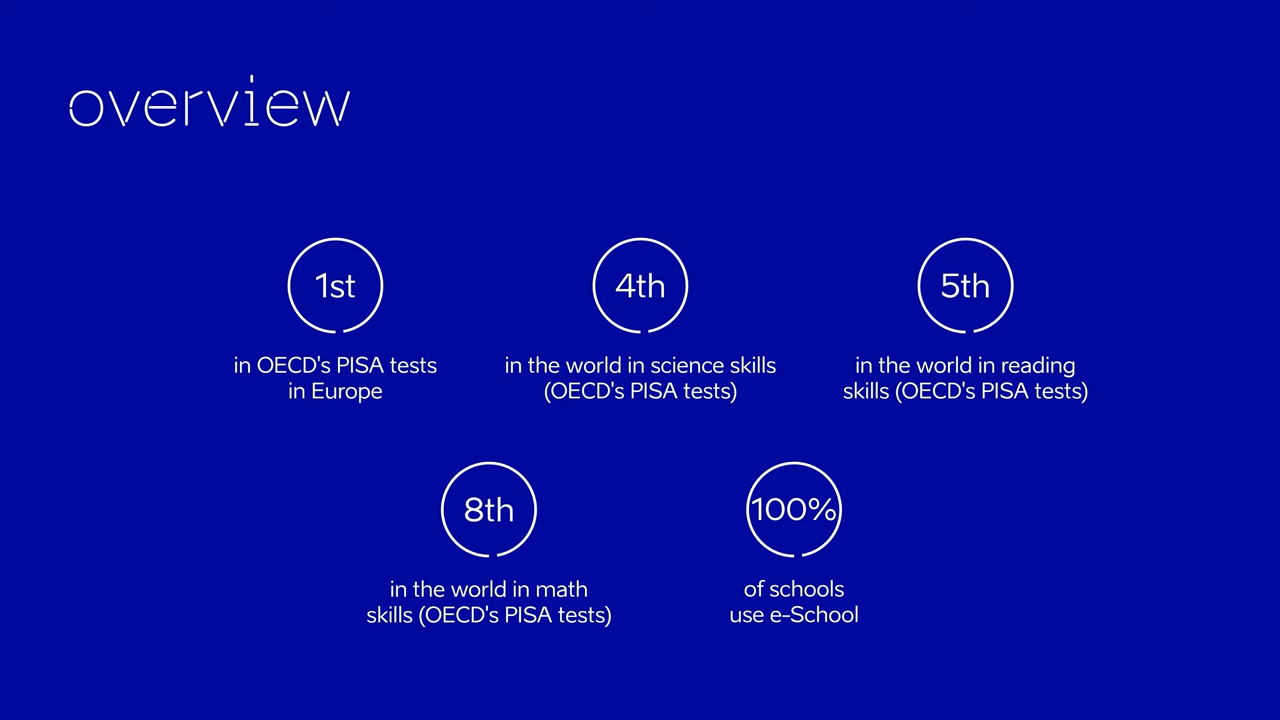 overview
1st
in OECD's PISA tests
in Europe
4th
in the world in science skills
(OECD's PISA tests)
5th
in the world in reading
skills (OECD's PISA tests)
8th
in the world in math
skills (OECD's PISA tests)
100%
of schools
use e-School